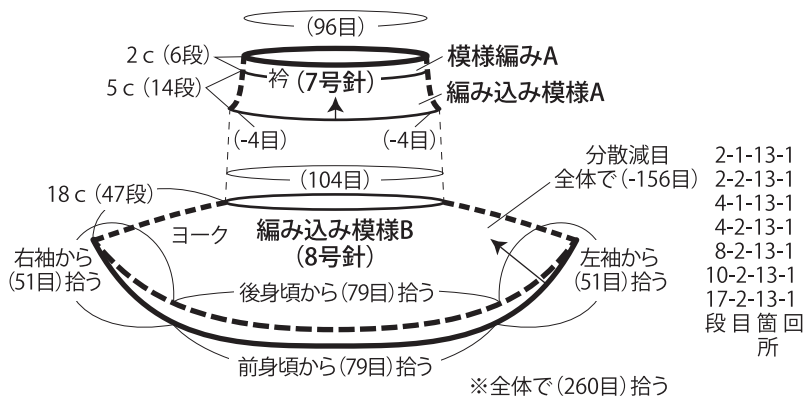 (96目)
2c(6段)
模様編みA
衿 (7号針)
5c(14段)
編み込み模様A
(-4目)
(-4目)
(104目)
18c(47段)
ヨーク
編み込み模様B
(8号針)
分散減目
全体で(-156目)
2-1-13-1
2-2-13-1
4-1-13-1
4-2-13-1
8-2-13-1
10-2-13-1
17-2-13-1
段目箇回
所
右袖から
(51目)拾う
左袖から
(51目)拾う
後身頃から(79目)拾う
前身頃から(79目)拾う
※全体で(260目)拾う